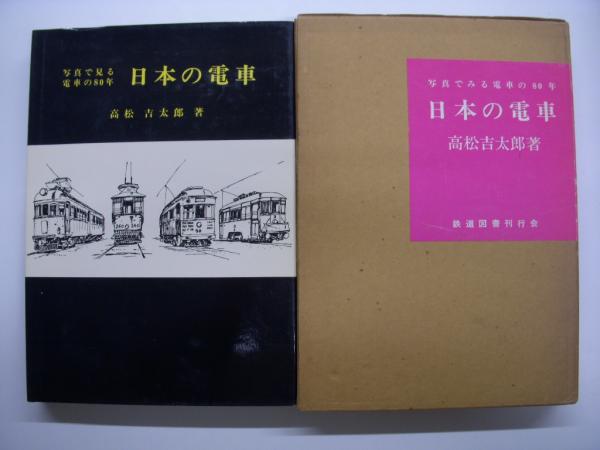 写真で見る
電車の80年
日本の電車
高松 吉太郎 著
写真でみる電車の80年
日本の電車
高松吉太郎著
鉄道図書刊行会